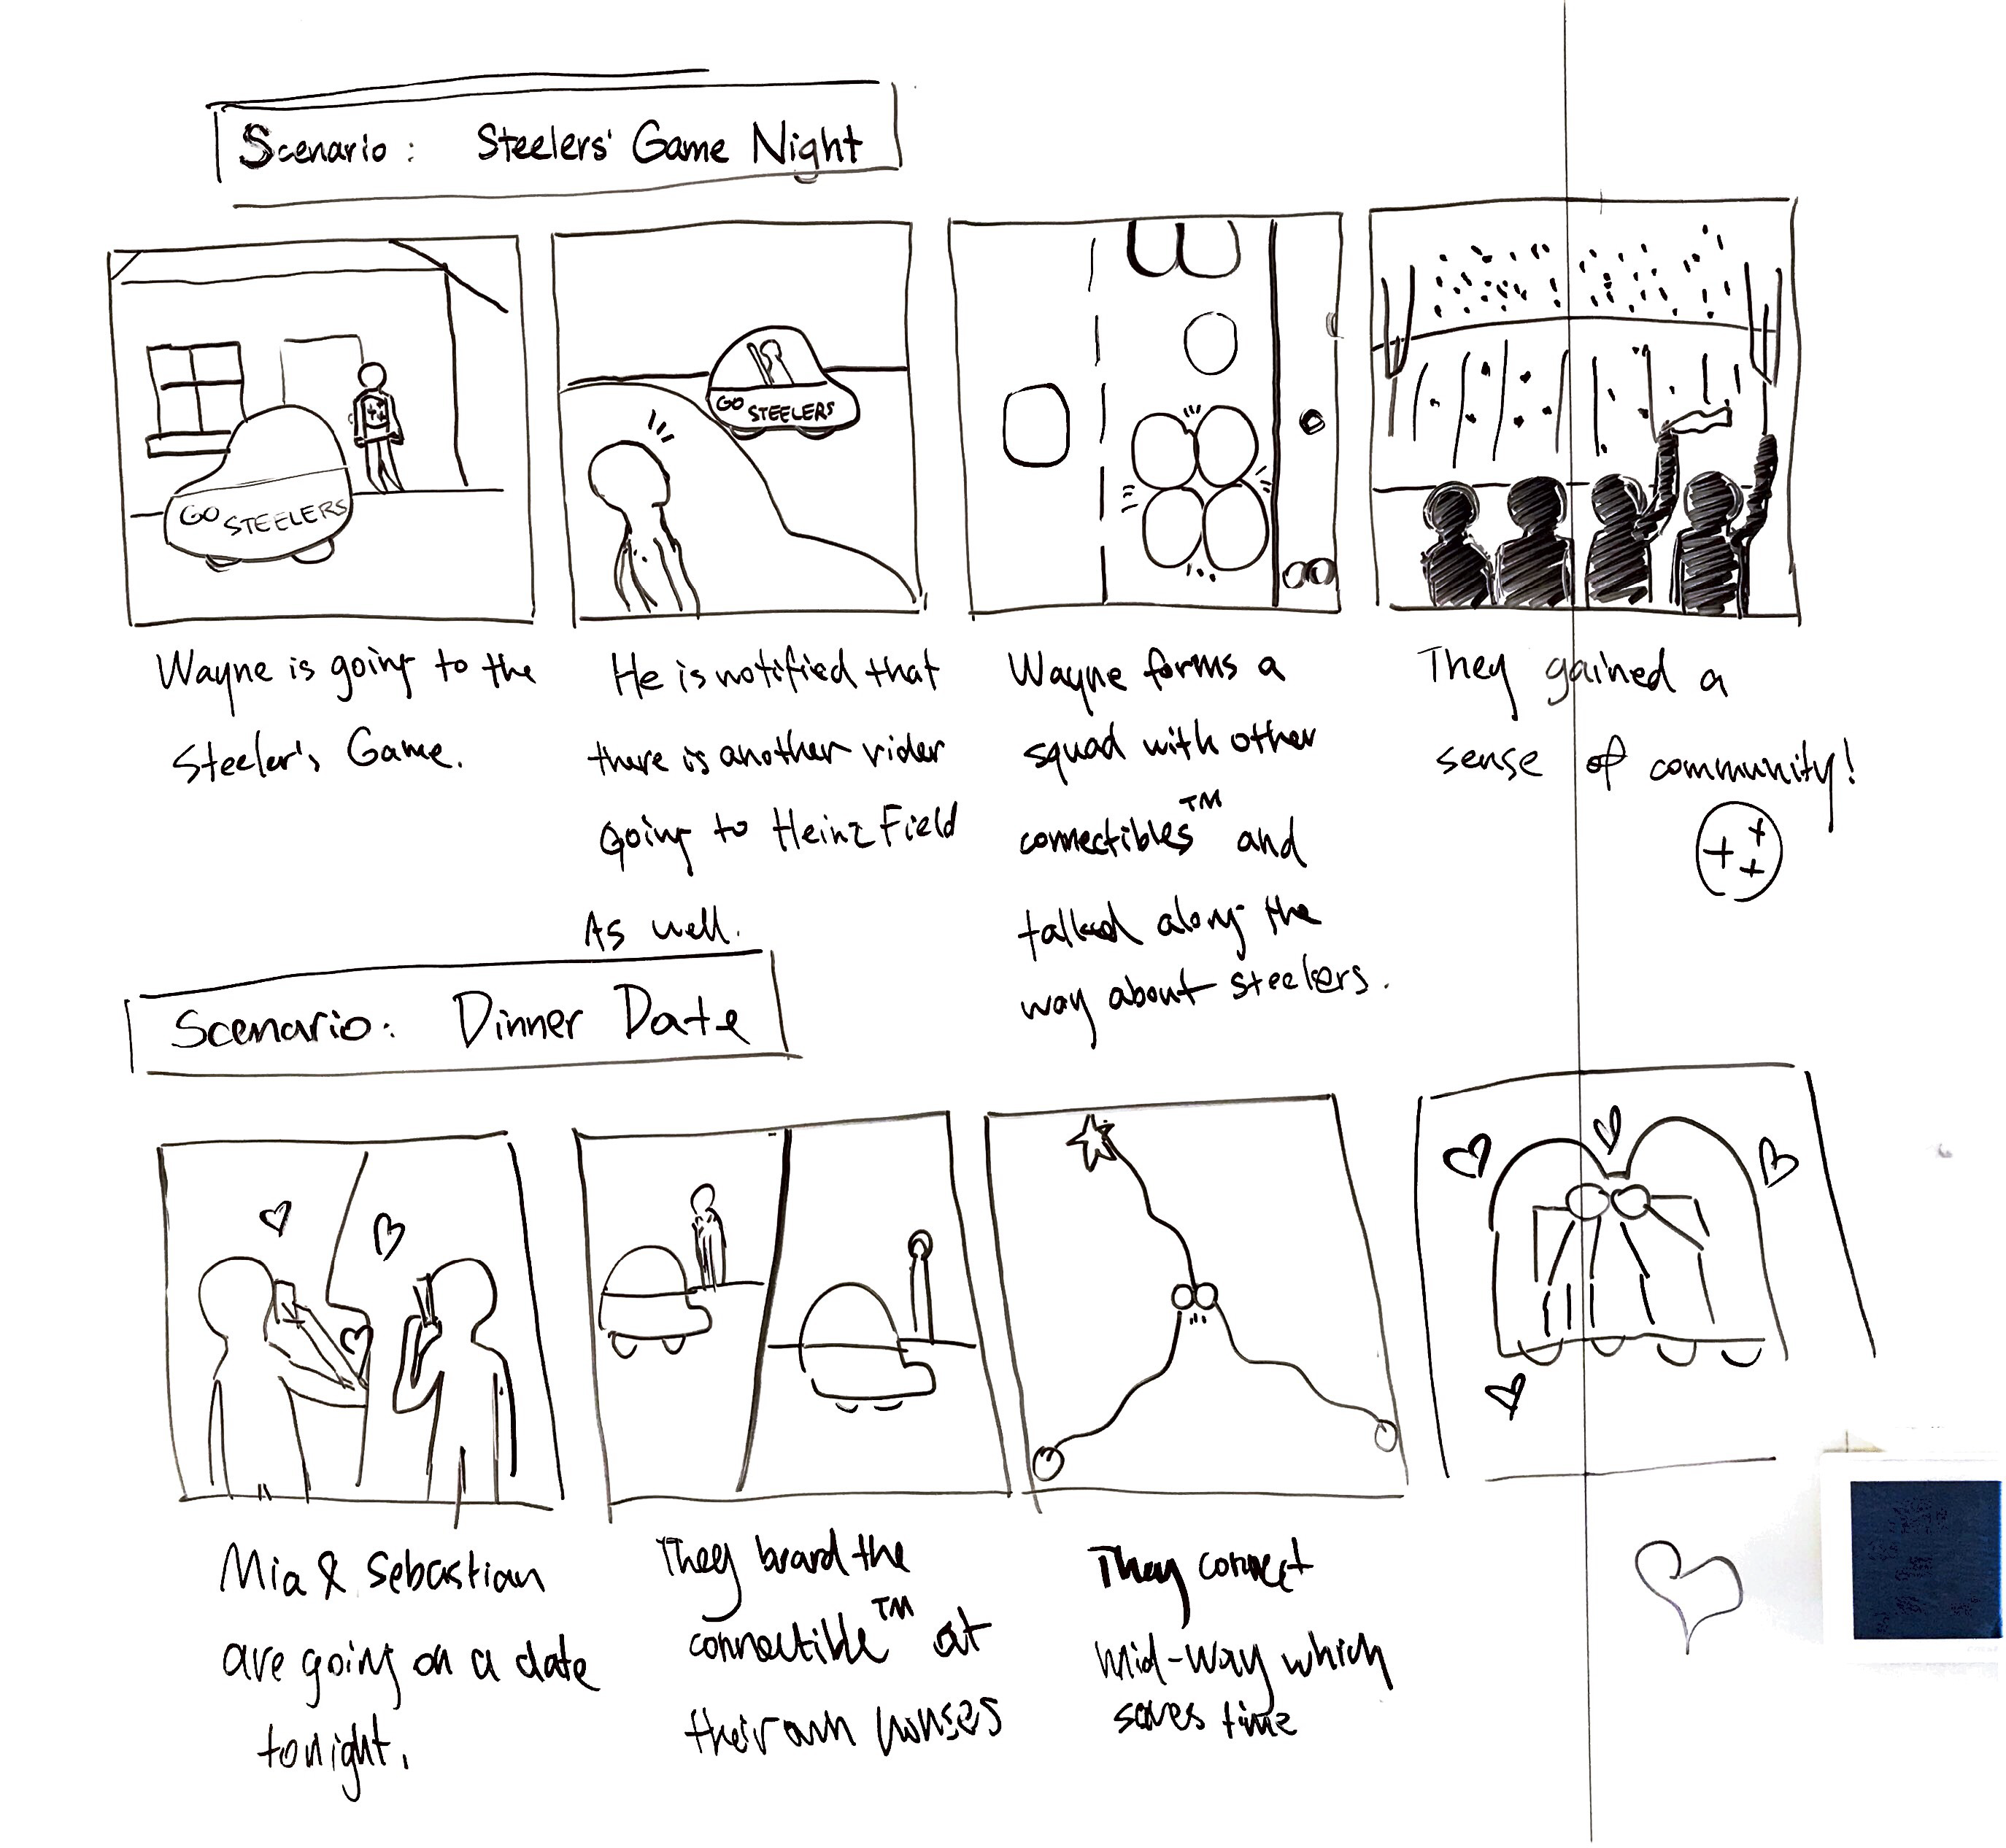 Scenario: Steelers' Game Night
GO STEELERS
GO STEELERS
Wayne is going to the
Steeler's Game.
He is notified that
there is another rider
Going to Heinz Field
As well.
Wayne forms a
squad with other
connectibles™ and
talked along the
way about steelers.
They gained a
sense of community!
Scenario: Dinner Date
Mia & Sebastian
are going on a date
tonight.
They board the
connectible™ at
their own houses
They connect
mid-way which
saves time